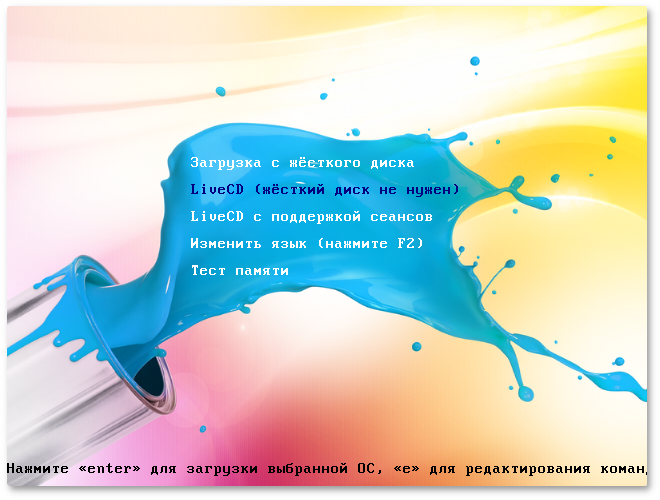 Загрузка с жёсткого диска
LiveCD (жёсткий диск не нужен)
LiveCD с поддержкой сеансов
Изменить язык (нажмите F2)
Тест памяти
Нажмите «enter» для загрузки выбранной ОС, «e» для редактирования